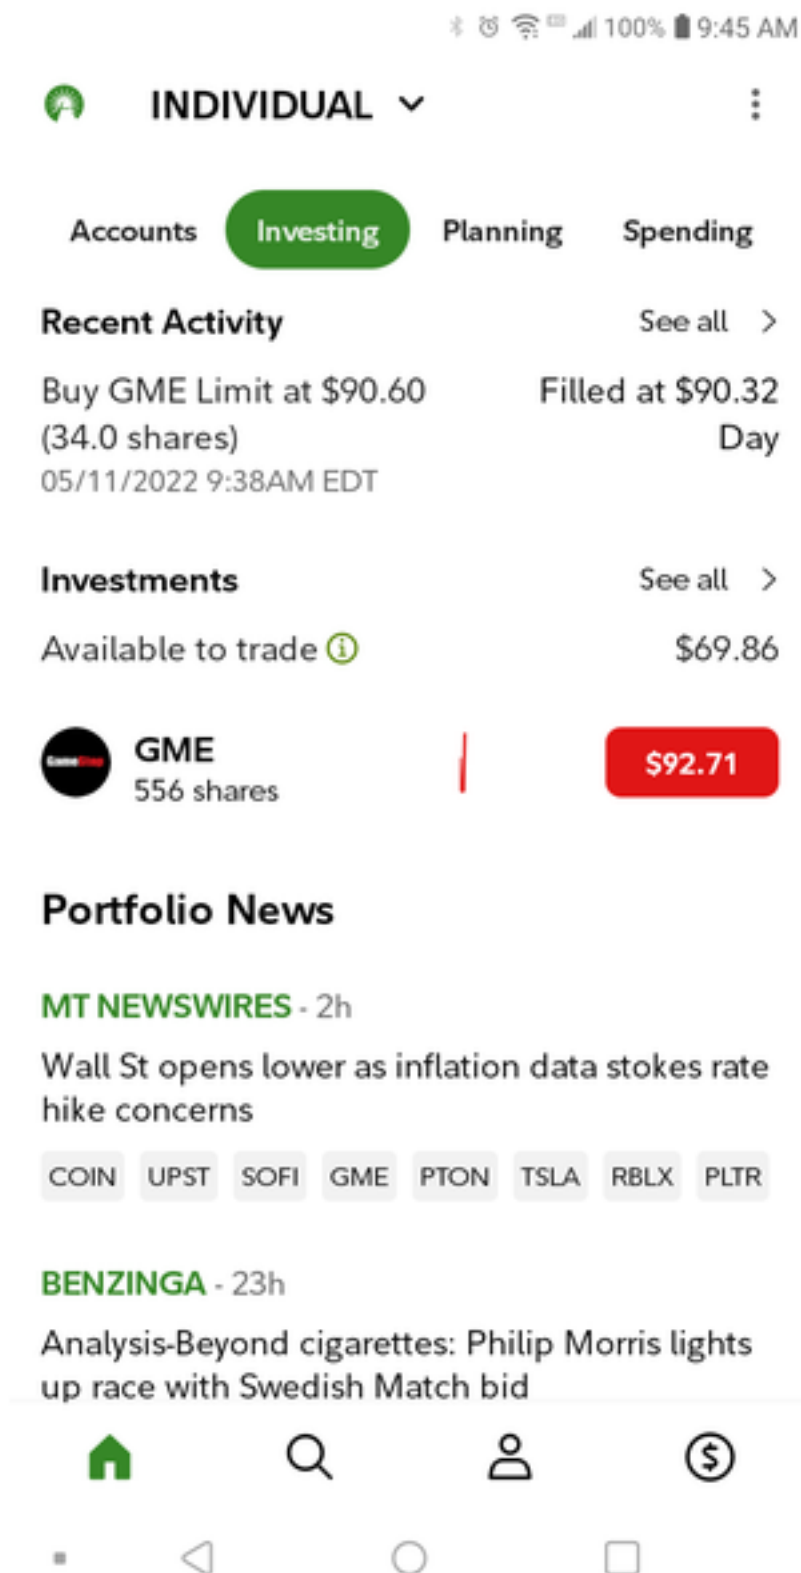 100% 9:45 AM
INDIVIDUAL
Accounts Investing Planning Spending
Recent Activity See all
Buy GME Limit at $90.60 Filled at $90.32
(34.0 shares) Day
05/11/2022 9:38AM EDT
Investments See all
Available to trade $69.86
GameStop GME $92.71
556 shares
Portfolio News
MT NEWSWIRES - 2h
Wall St opens lower as inflation data stokes rate
hike concerns
COIN UPST SOFI GME PTON TSLA RBLX PLTR
BENZINGA - 23h
Analysis-Beyond cigarettes: Philip Morris lights
up race with Swedish Match bid